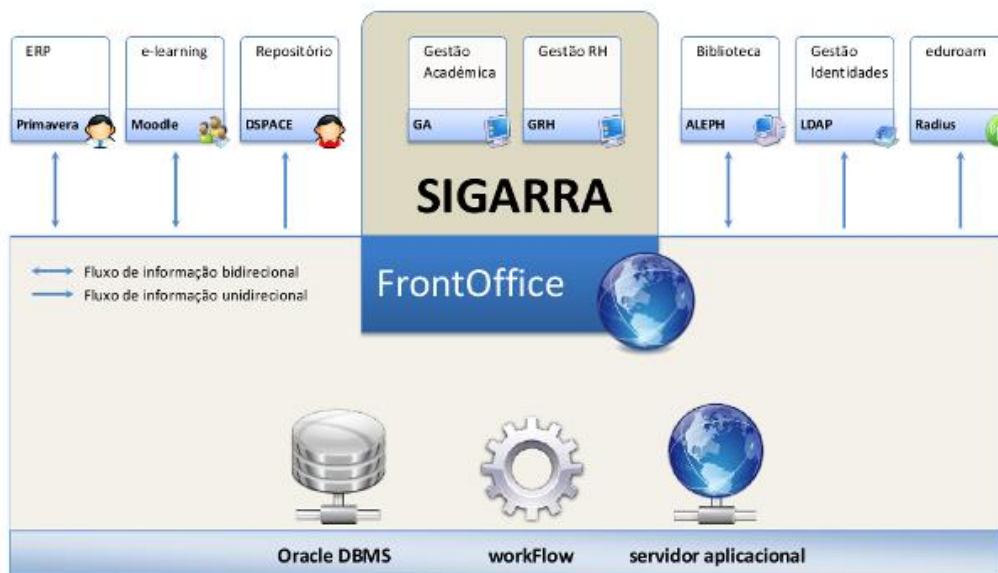 ERP
Primavera
e-learning
Moodle
Repositório
DSPACE
Gestão
Académica
GA
Gestão RH
GRH
Biblioteca
ALEPH
Gestão
Identidades
LDAP
eduroam
Radius
SIGARRA
FrontOffice
Fluxo de informação bidirecional
Fluxo de informação unidirecional
Oracle DBMS
workFlow
servidor aplicacional